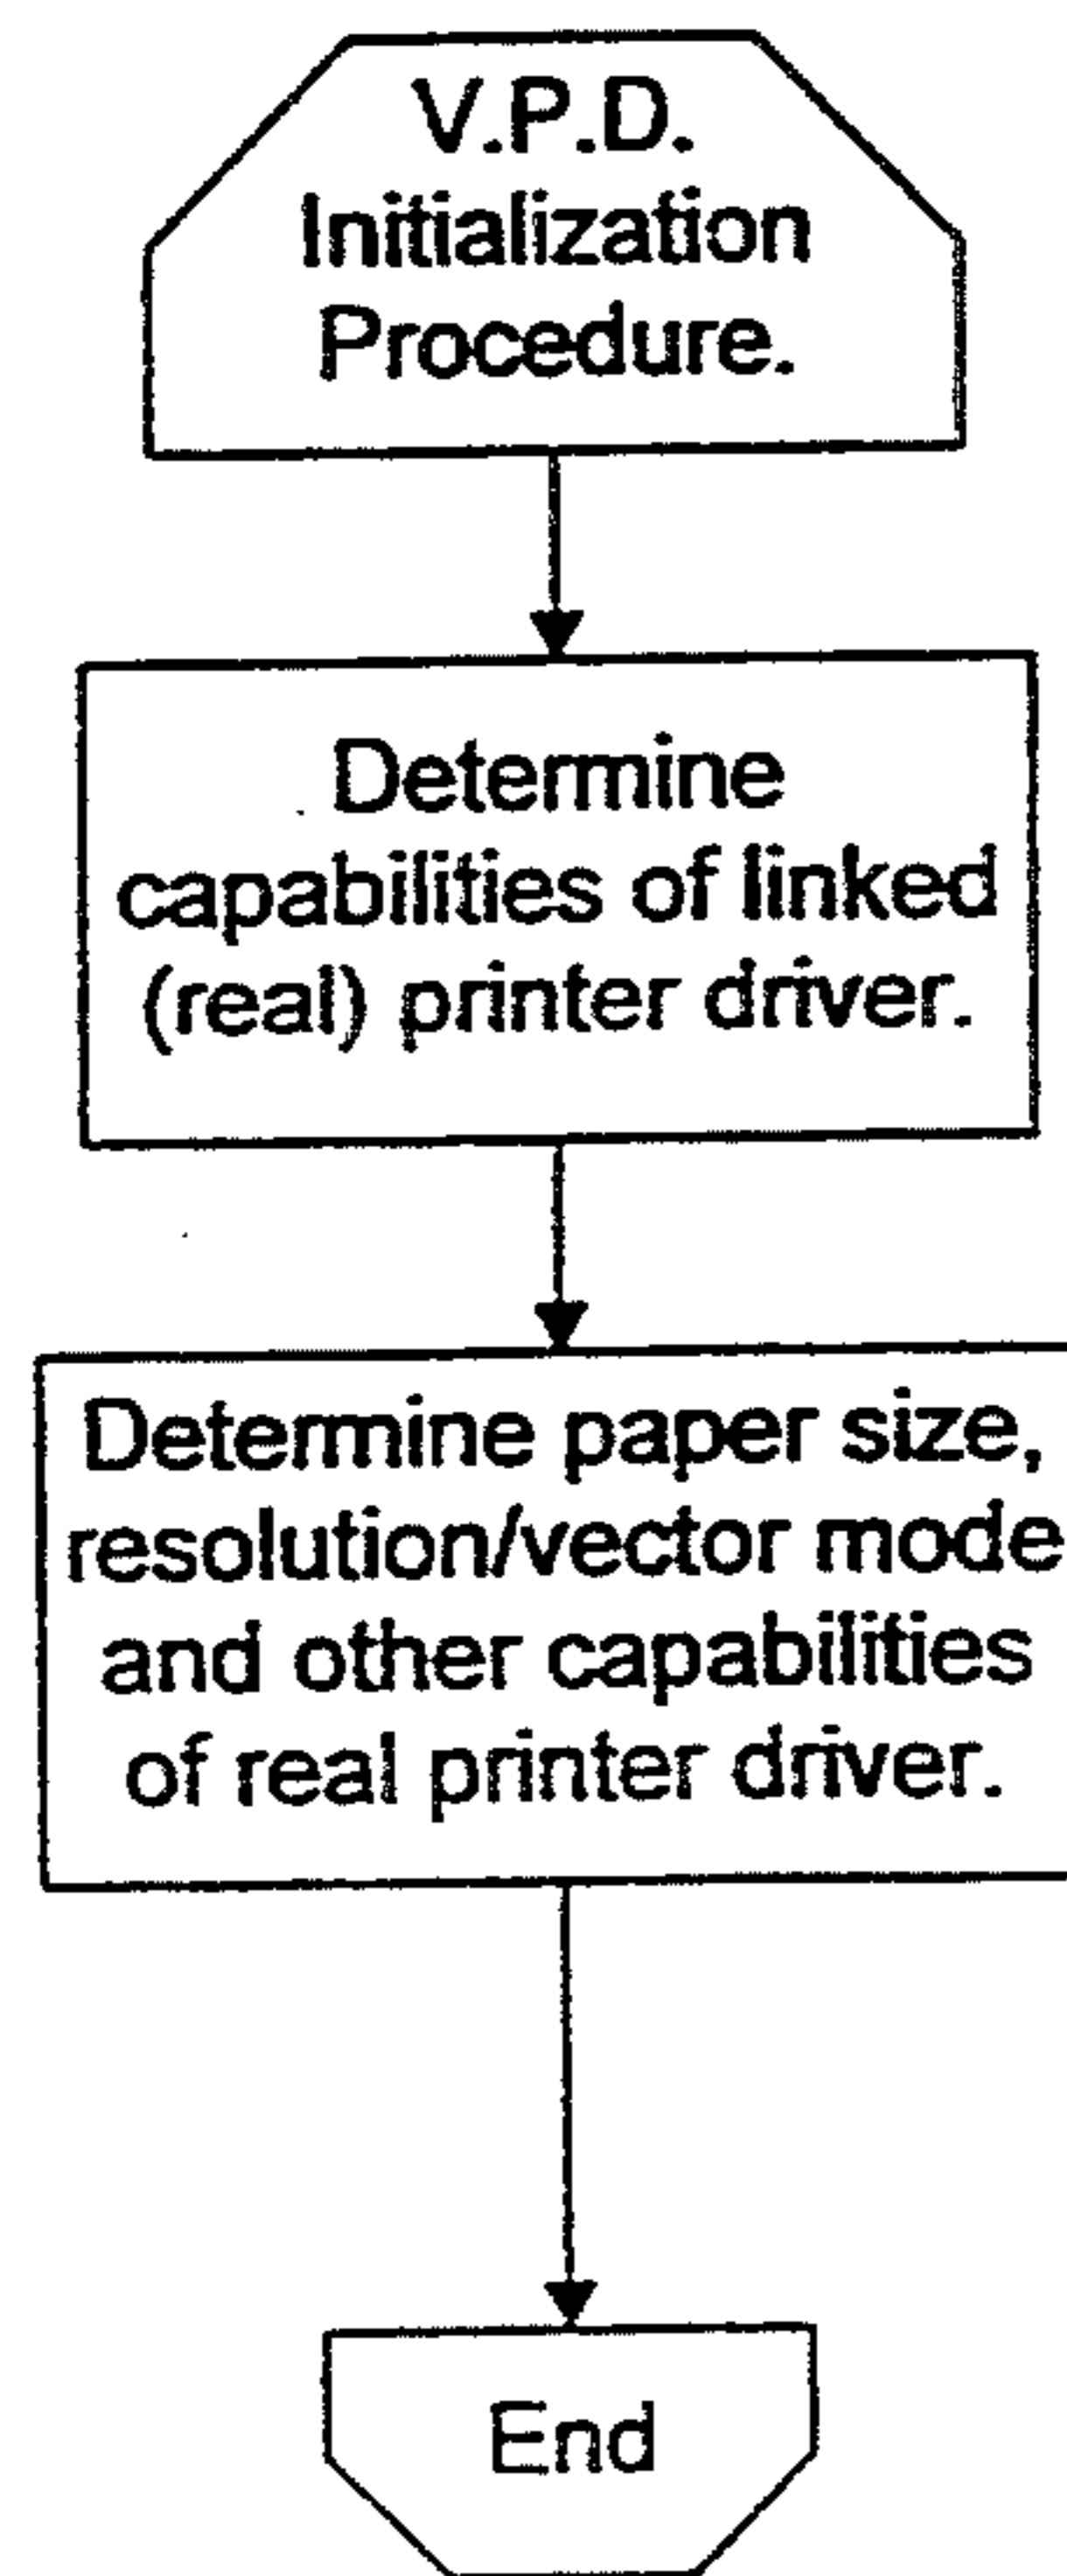 V.P.D.
Initialization
Procedure.
Determine
capabilities of linked
(real) printer driver.
Determine paper size,
resolution/vector mode
and other capabilities
of real printer driver.
End